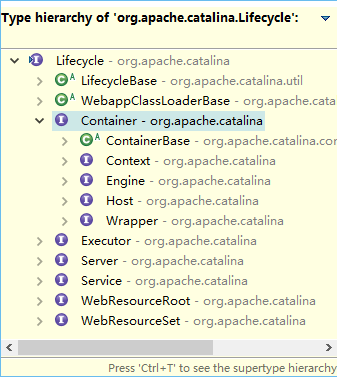 Type hierarchy of 'org.apache.catalina.Lifecycle':
Lifecycle - org.apache.catalina
LifecycleBase - org.apache.catalina.util
WebappClassLoaderBase - org.apache.cata
Container - org.apache.catalina
ContainerBase - org.apache.catalina.cor
Context - org.apache.catalina
Engine - org.apache.catalina
Host - org.apache.catalina
Wrapper - org.apache.catalina
Executor - org.apache.catalina
Server - org.apache.catalina
Service - org.apache.catalina
WebResourceRoot - org.apache.catalina
WebResourceSet - org.apache.catalina
Press 'Ctrl+T' to see the supertype hierarchy